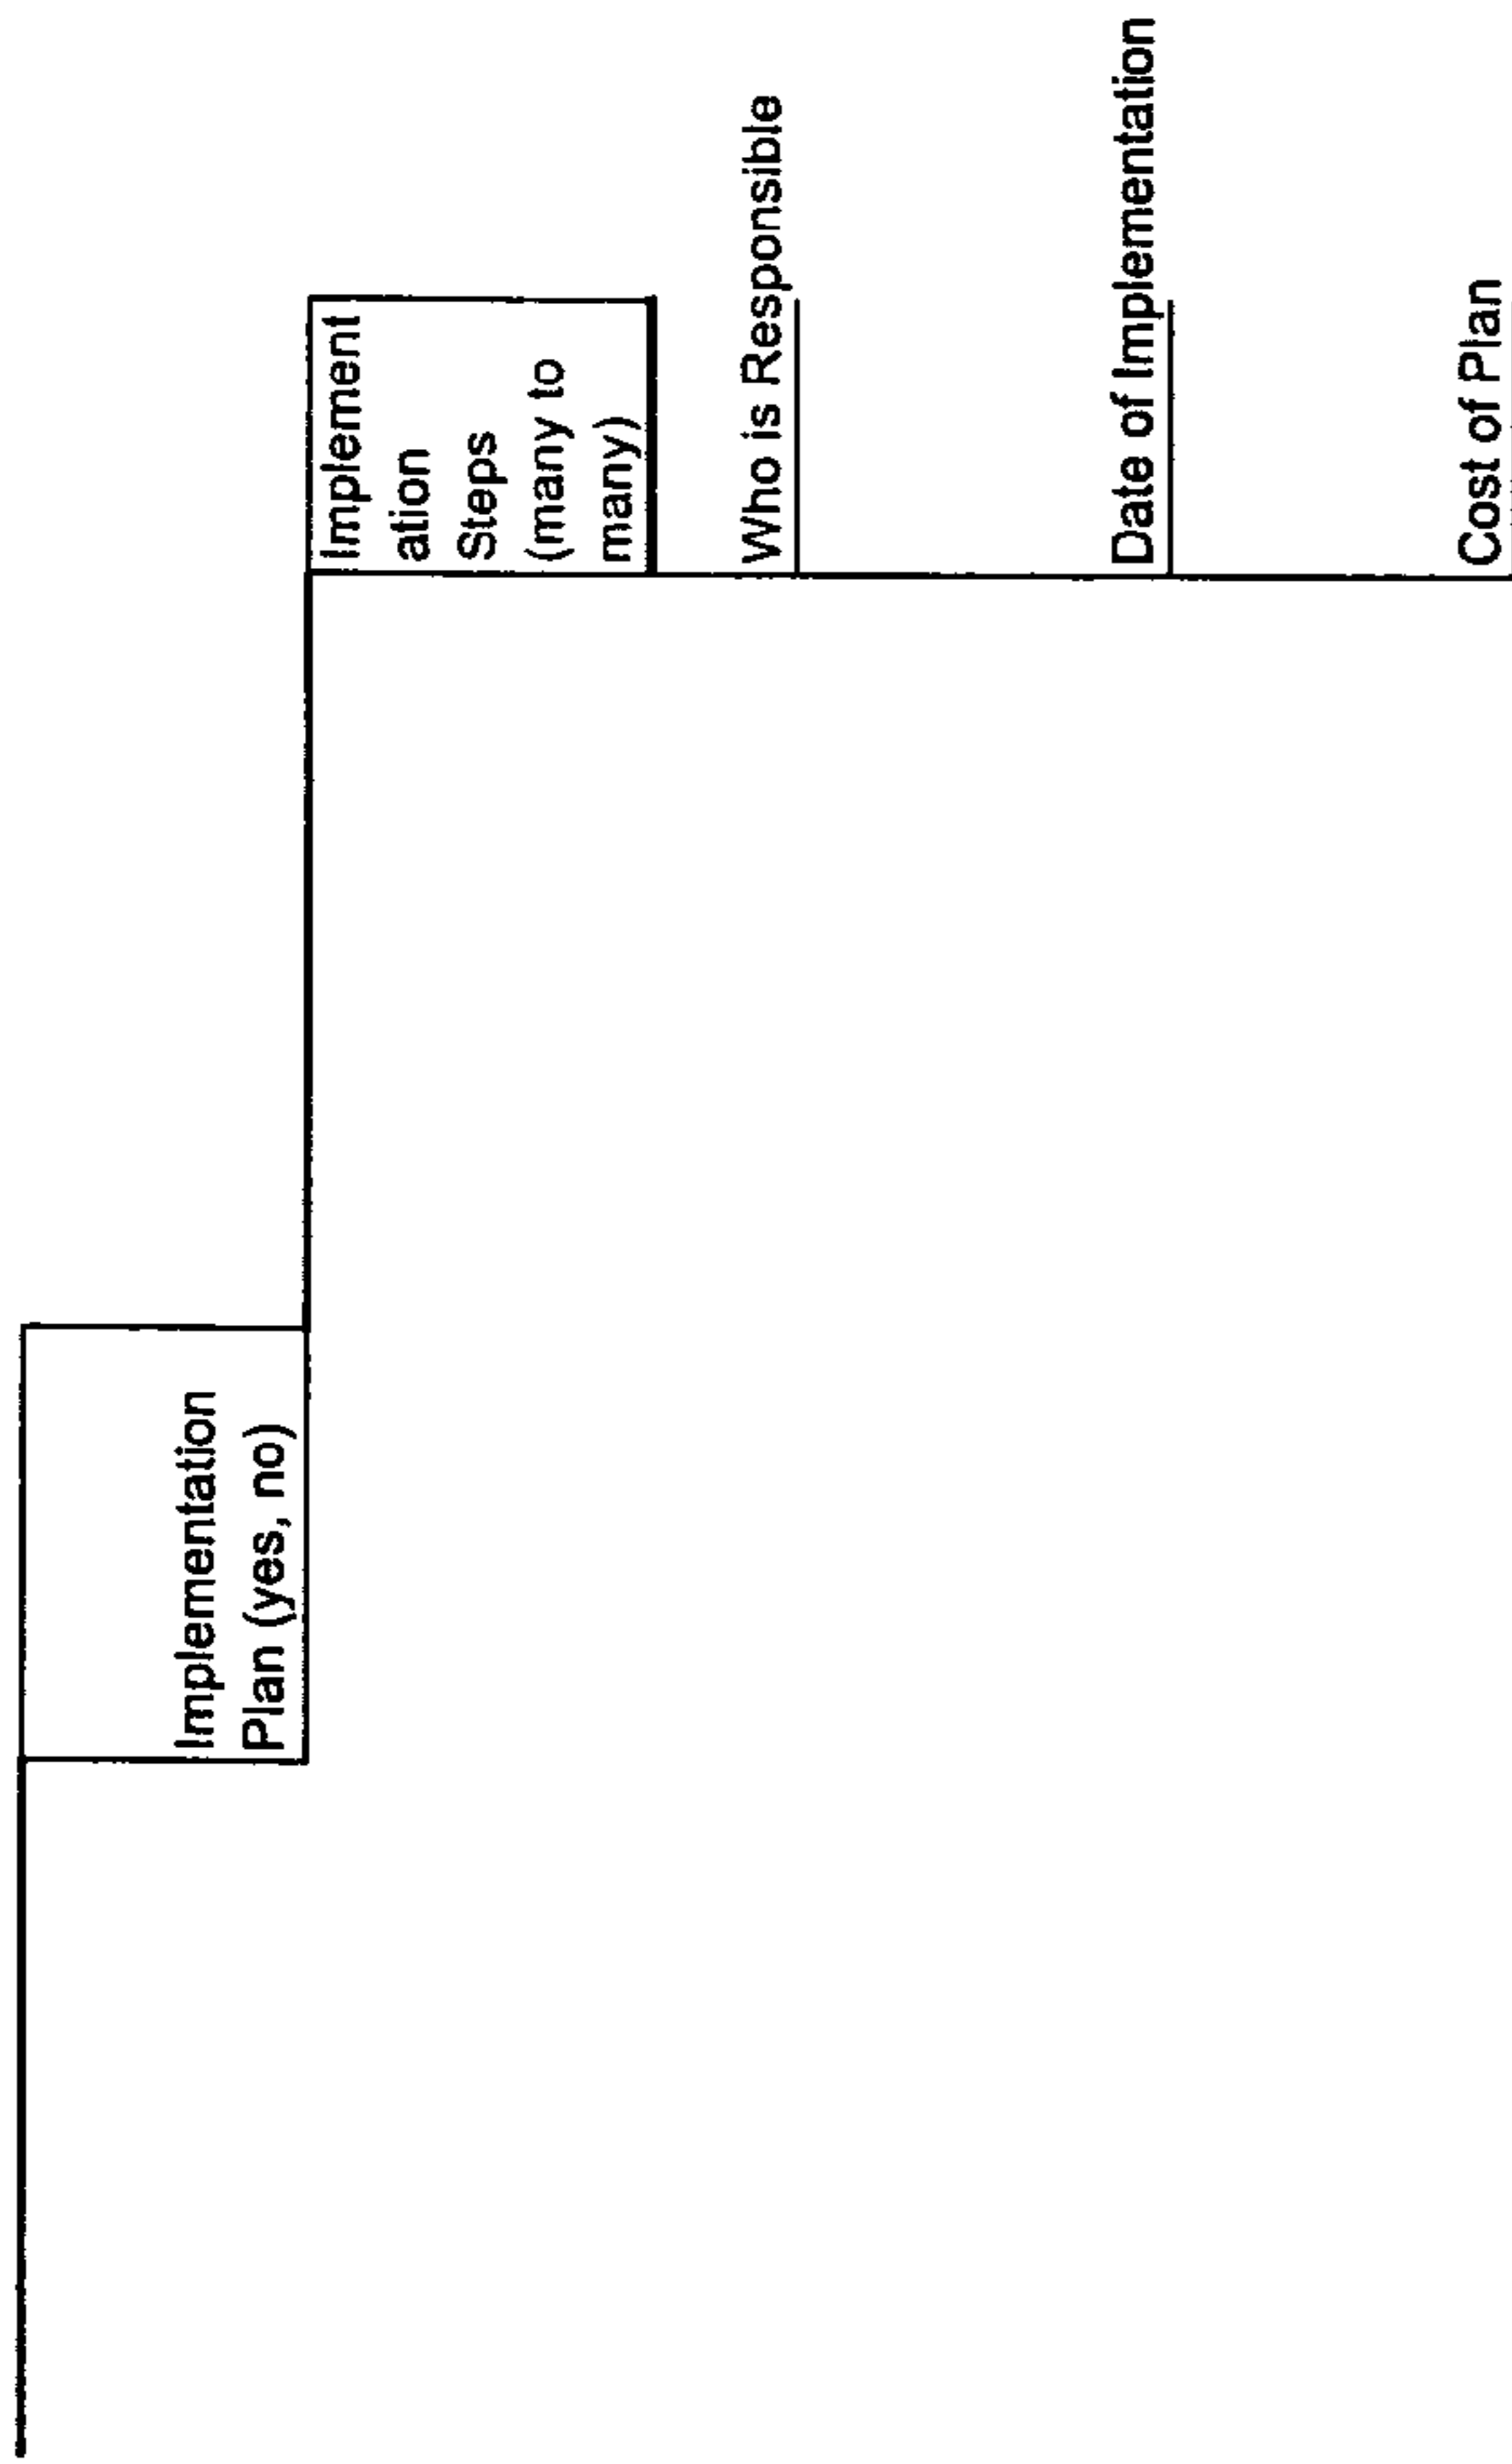 Implementation
Plan (yes, no)
Implement
ation
Steps
(many to
many)
Who is Responsible
Date of Implementation
Cost of Plan